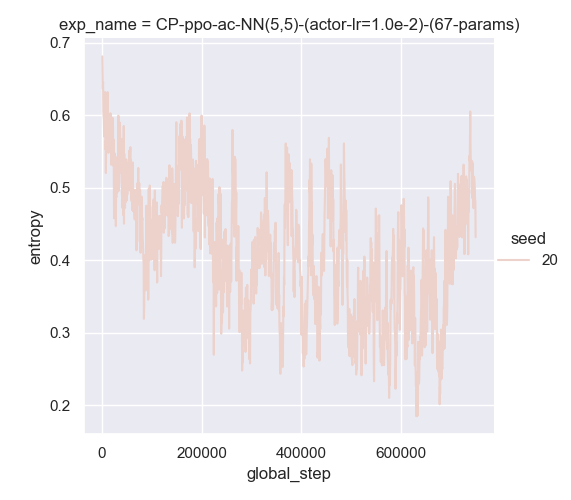 exp_name = CP-ppo-ac-NN(5,5)-(actor-lr=1.0e-2)-(67-params)
0.7
0.6
0.5
0.4
0.3
0.2
entropy
0
200000
400000
600000
global_step
seed
20